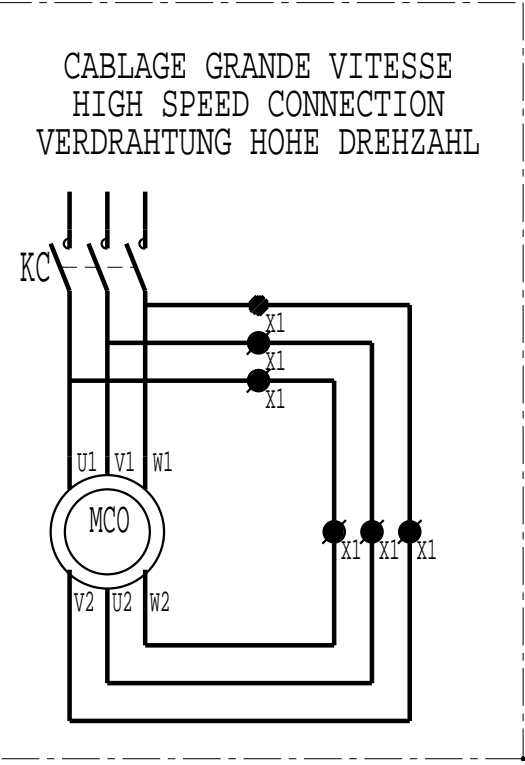 CABLAGE GRANDE VITESSE
HIGH SPEED CONNECTION
VERDRAHTUNG HOHE DREHZAHL
KC
X1
X1
X1
U1 V1 W1
MCO
X1 X1 X1
V2 U2 W2